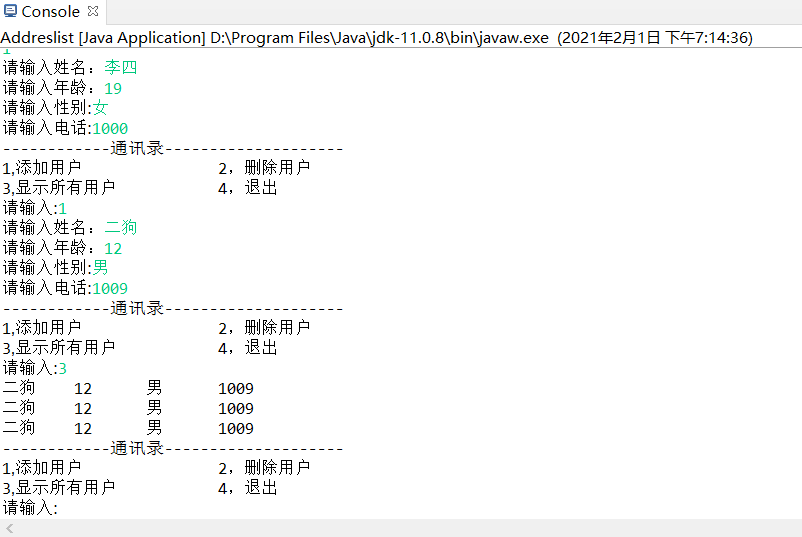 Console
Addreslist [Java Application] D:\Program Files\Java\jdk-11.0.8\bin\javaw.exe (2021年2月1日 下午7:14:36)
请输入姓名：李四
请输入年龄：19
请输入性别:女
请输入电话:1000
------------通讯录--------------------
1,添加用户 2，删除用户
3,显示所有用户 4，退出
请输入:1
请输入姓名：二狗
请输入年龄：12
请输入性别:男
请输入电话:1009
------------通讯录--------------------
1,添加用户 2，删除用户
3,显示所有用户 4，退出
请输入:3
二狗 12 男 1009
二狗 12 男 1009
二狗 12 男 1009
------------通讯录--------------------
1,添加用户 2，删除用户
3,显示所有用户 4，退出
请输入: